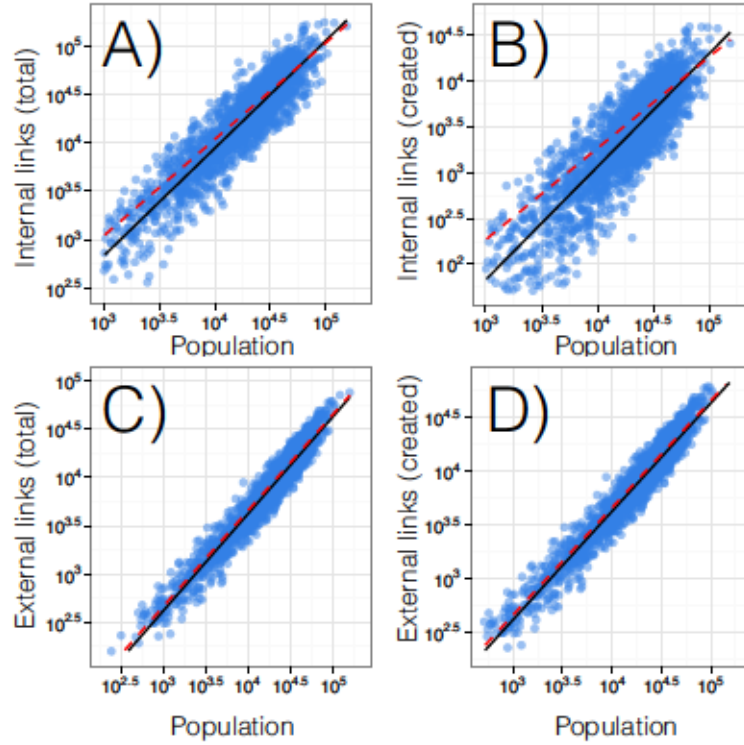 A)
Internal links (total)
10^5
10^4.5
10^4
10^3.5
10^3
10^2.5
10^3 10^3.5 10^4 10^4.5 10^5
Population
B)
Internal links (created)
10^4.5
10^4
10^3.5
10^3
10^2.5
10^2
10^3 10^3.5 10^4 10^4.5 10^5
Population
C)
External links (total)
10^5
10^4.5
10^4
10^3.5
10^3
10^2.5
10^2.5 10^3 10^3.5 10^4 10^4.5 10^5
Population
D)
External links (created)
10^4.5
10^4
10^3.5
10^3
10^2.5
10^3 10^3.5 10^4 10^4.5 10^5
Population